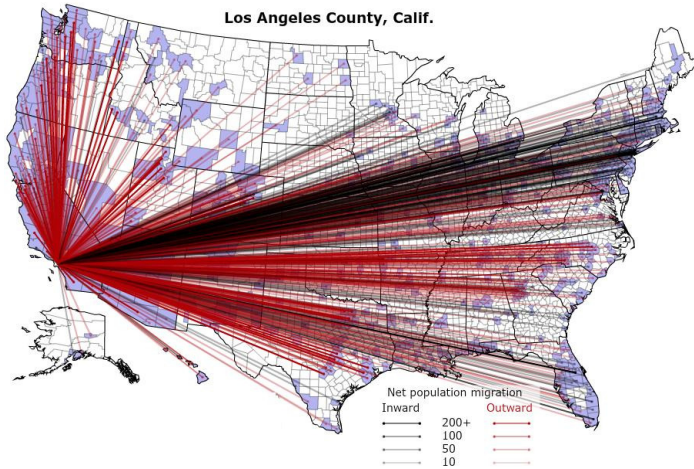 Los Angeles County, Calif.
Net population migration
Inward Outward
200+
100
50
10